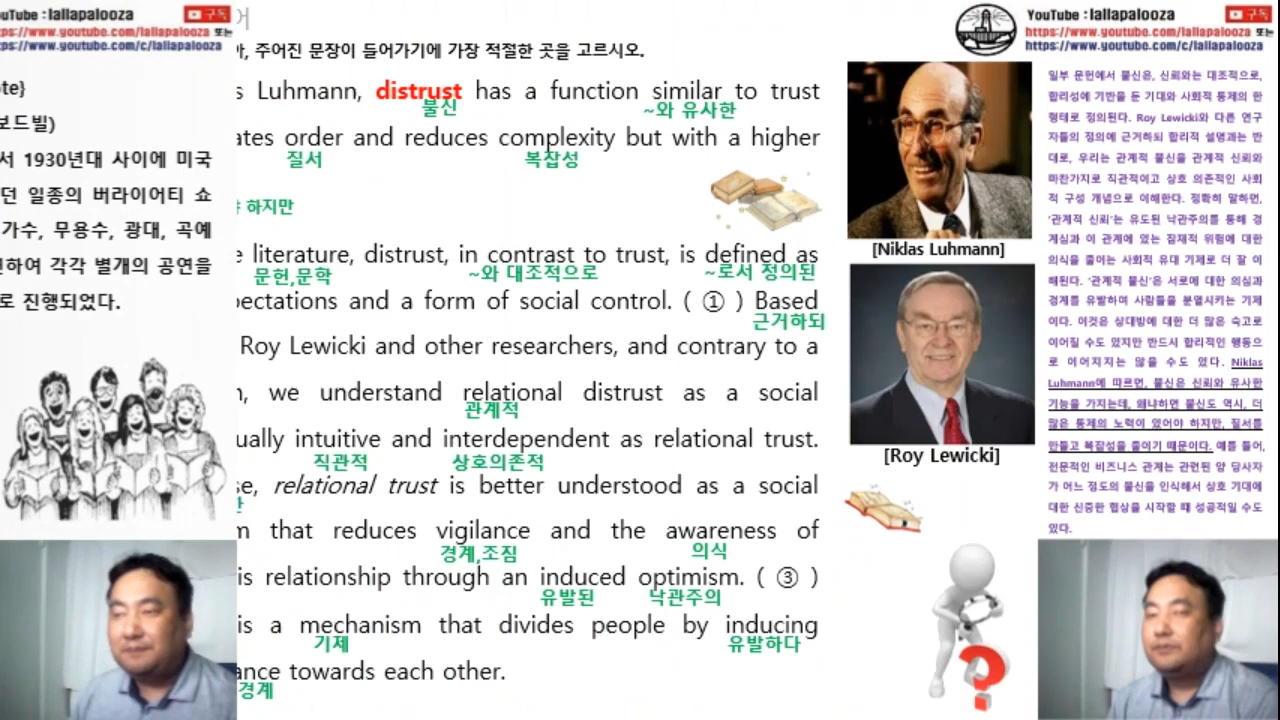 YouTube : lallapalooza
구독
https://www.youtube.com/lallapalooza 또는
https://www.youtube.com/c/lallapalooza
보드빌)
서 1930년대 사이에 미국
던 일종의 버라이어티 쇼
가수, 무용수, 광대, 곡예
하여 각각 별개의 공연을
로 진행되었다.
어
주어진 문장이 들어가기에 가장 적절한 곳을 고르시오.
s Luhmann, distrust has a function similar to trust
불신
~와 유사한
ates order and reduces complexity but with a higher
질서
복잡성
하지만
e literature, distrust, in contrast to trust, is defined as
문헌,문학
~와 대조적으로
~로서 정의된
pectations and a form of social control. ( ① ) Based
근거하되
Roy Lewicki and other researchers, and contrary to a
n, we understand relational distrust as a social
관계적
ually intuitive and interdependent as relational trust.
직관적
상호의존적
se, relational trust is better understood as a social
m that reduces vigilance and the awareness of
경계,조짐
의식
is relationship through an induced optimism. ( ③ )
유발된
낙관주의
is a mechanism that divides people by inducing
기제
유발하다
ance towards each other.
경계
YouTube : lallapalooza
구독
https://www.youtube.com/lallapalooza 또는
https://www.youtube.com/c/lallapalooza
[Niklas Luhmann]
[Roy Lewicki]
일부 문헌에서 불신은, 신뢰와는 대조적으로,
합리성에 기반을 둔 기대와 사회적 통제의 한
형태로 정의된다. Roy Lewicki와 다른 연구
자들의 정의에 근거하되 합리적 설명과는 반
대로, 우리는 관계적 불신을 관계적 신뢰와
마찬가지로 직관적이고 상호 의존적인 사회
적 구성 개념으로 이해한다. 정확히 말하면,
'관계적 신뢰'는 유도된 낙관주의를 통해 경
계심과 이 관계에 있는 잠재적 위험에 대한
의식을 줄이는 사회적 유대 기제로 더 잘 이
해된다. '관계적 불신'은 서로에 대한 의심과
경계를 유발하여 사람들을 분열시키는 기제
이다. 이것은 상대방에 대한 더 많은 숙고로
이어질 수도 있지만 반드시 합리적인 행동으
로 이어지지는 않을 수도 있다. Niklas
Luhmann에 따르면, 불신은 신뢰와 유사한
기능을 가지는데, 왜냐하면 불신도 역시, 더
많은 통제의 노력이 있어야 하지만, 질서를
만들고 복잡성을 줄이기 때문이다. 예를 들어,
전문적인 비즈니스 관계는 관련된 양 당사자
가 어느 정도의 불신을 인식해서 상호 기대에
대한 신중한 협상을 시작할 때 성공적일 수도
있다.